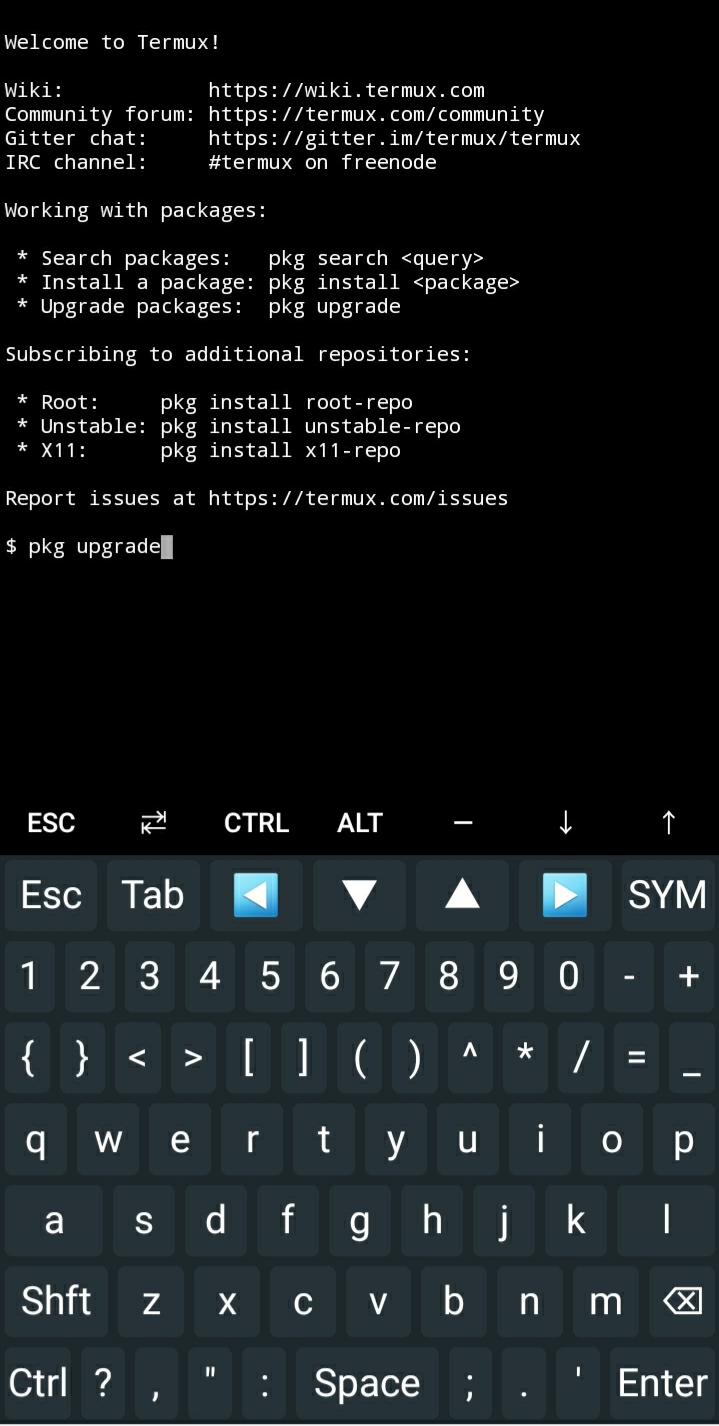 Welcome to Termux!
Wiki:            https://wiki.termux.com
Community forum: https://termux.com/community
Gitter chat:     https://gitter.im/termux/termux
IRC channel:     #termux on freenode
Working with packages:
 * Search packages:   pkg search <query>
 * Install a package: pkg install <package>
 * Upgrade packages:  pkg upgrade
Subscribing to additional repositories:
 * Root:     pkg install root-repo
 * Unstable: pkg install unstable-repo
 * X11:      pkg install x11-repo
Report issues at https://termux.com/issues
$ pkg upgrade
ESC ⇄ CTRL ALT — ↓ ↑
Esc Tab ◀ ▼ ▲ ▶ SYM
1 2 3 4 5 6 7 8 9 0 - +
{ } < > [ ] ( ) ^ * / = _
q w e r t y u i o p
a s d f g h j k l
Shft z x c v b n m ⌫
Ctrl ? , " : Space ; . ' Enter